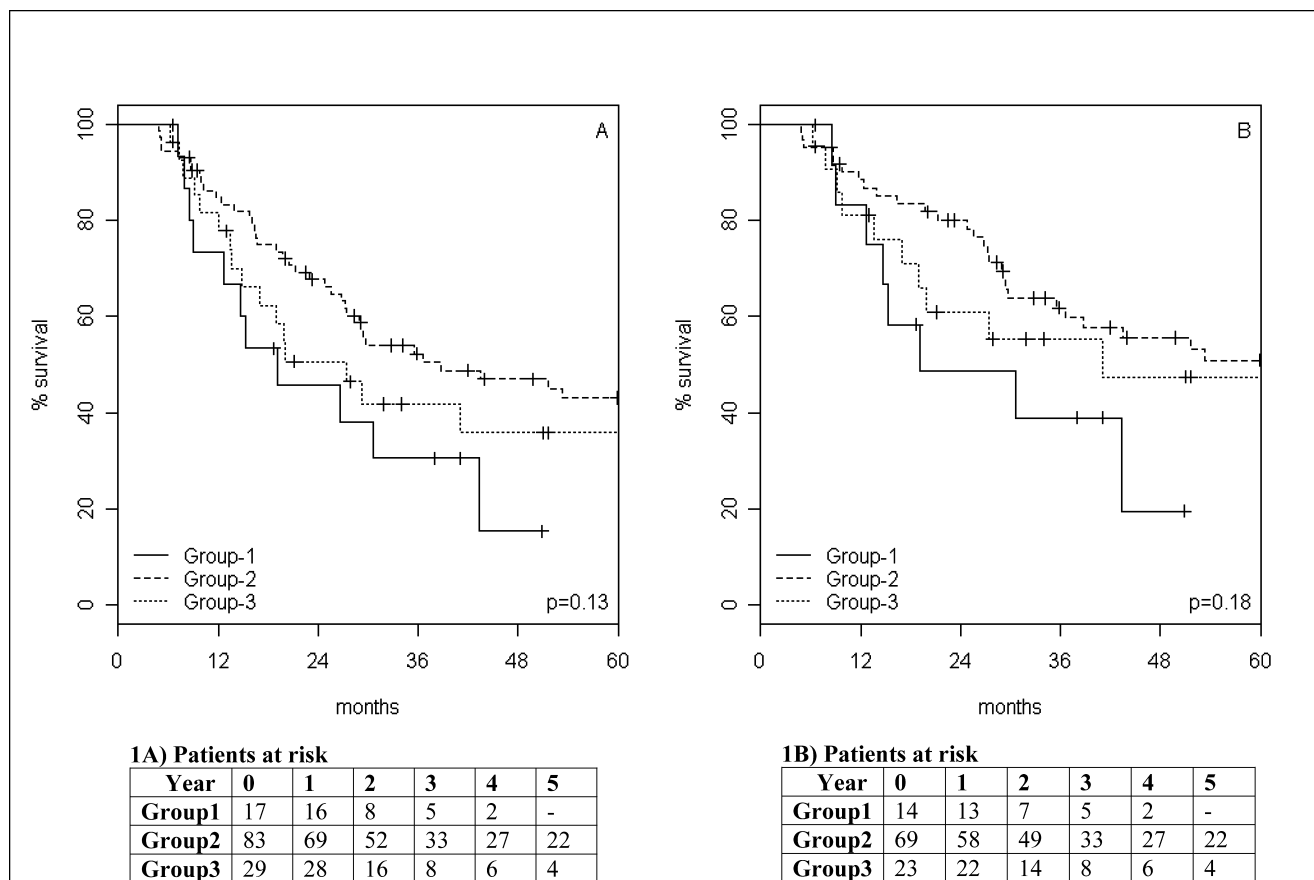 A
100
80
60
40
20
0
% survival
Group-1
Group-2
Group-3
p=0.13
0 12 24 36 48 60
months
1A) Patients at risk
Year 0 1 2 3 4 5
Group1 17 16 8 5 2 -
Group2 83 69 52 33 27 22
Group3 29 28 16 8 6 4
B
100
80
60
40
20
0
% survival
Group-1
Group-2
Group-3
p=0.18
0 12 24 36 48 60
months
1B) Patients at risk
Year 0 1 2 3 4 5
Group1 14 13 7 5 2 -
Group2 69 58 49 33 27 22
Group3 23 22 14 8 6 4